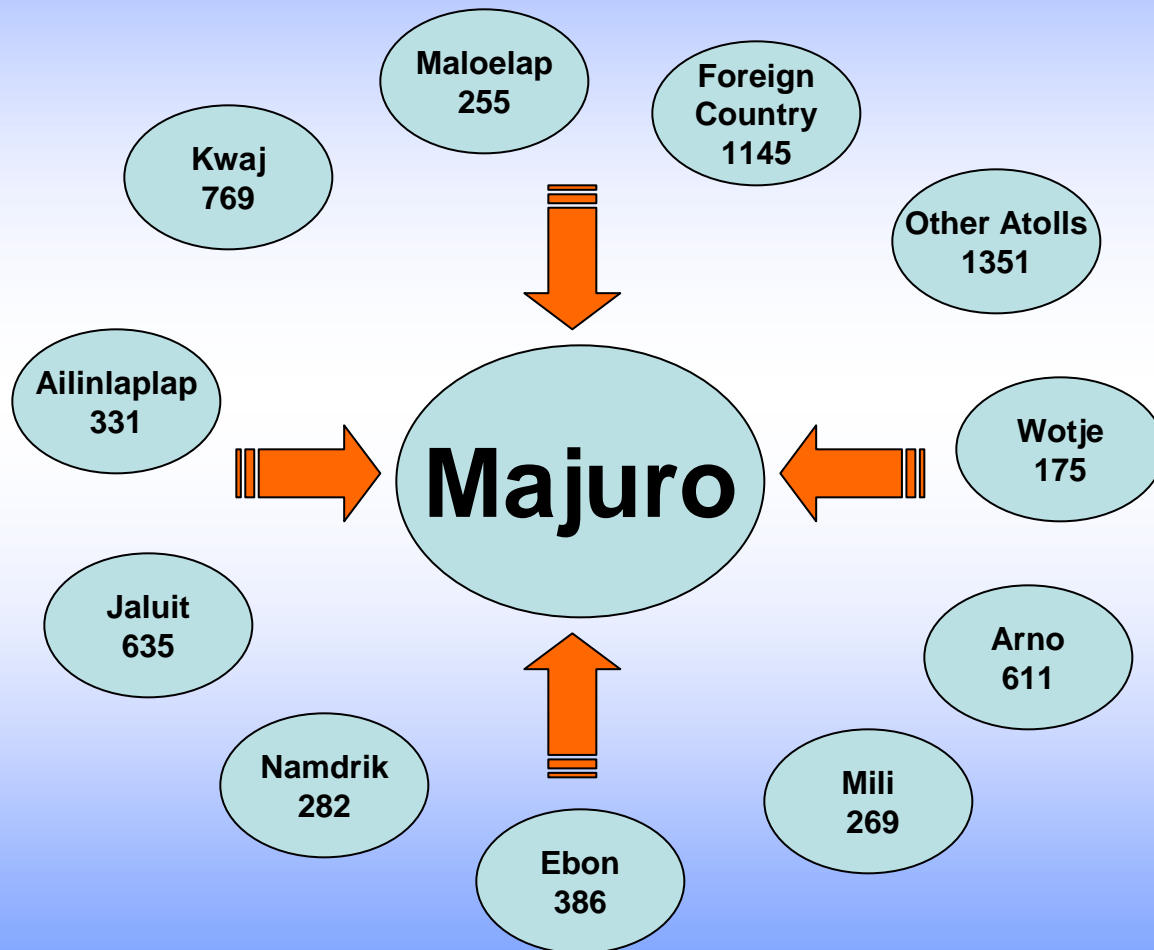 Maloelap
255
Foreign
Country
1145
Kwaj
769
Other Atolls
1351
Ailinlaplap
331
Majuro
Wotje
175
Jaluit
635
Arno
611
Namdrik
282
Mili
269
Ebon
386